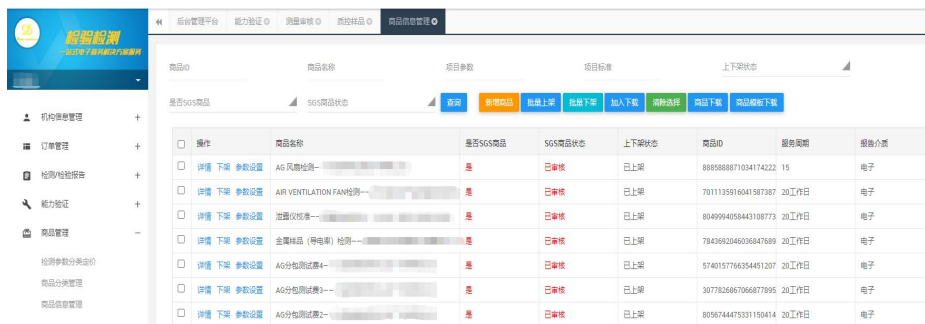 检验检测
一站式电子商务解决方案服务
后台管理平台 能力验证 测量审核 质控样品 商品信息管理
商品ID 商品名称 项目参数 项目标准 上下架状态
是否SGS商品 SGS商品状态 查询 新增商品 批量上架 批量下架 加入下载 清除选择 商品下载 商品模板下载
机构信息管理 +
订单管理 +
检测/检验报告 +
能力验证 +
商品管理 −
检测参数分类定价
商品分类管理
商品信息管理
操作 商品名称 是否SGS商品 SGS商品状态 上下架状态 商品ID 服务周期 报告介质
详情 下架 参数设置 AG 风扇检测-- 是 已审核 已上架 8885888871034174222 15 电子
详情 下架 参数设置 AIR VENTILATION FAN检测-- 是 已审核 已上架 7011135916041587387 20工作日 电子
详情 下架 参数设置 泄露仪校准-- 是 已审核 已上架 8049994058443108773 20工作日 电子
详情 下架 参数设置 金属样品（导电率）检测-- 是 已审核 已上架 7843692046036847689 20工作日 电子
详情 下架 参数设置 AG分包测试赛4-- 是 已审核 已上架 5740157766354451207 20工作日 电子
详情 下架 参数设置 AG分包测试赛3-- 是 已审核 已上架 3077826867066877895 20工作日 电子
详情 下架 参数设置 AG分包测试赛2-- 是 已审核 已上架 8056744475331150414 20工作日 电子